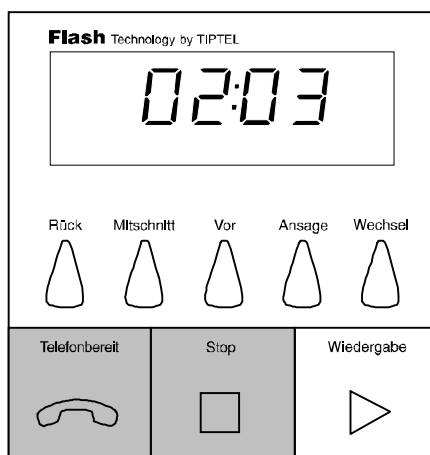 Flash Technology by TIPTEL
02:03
Rück Mitschnitt Vor Ansage Wechsel
Telefonbereit Stop Wiedergabe